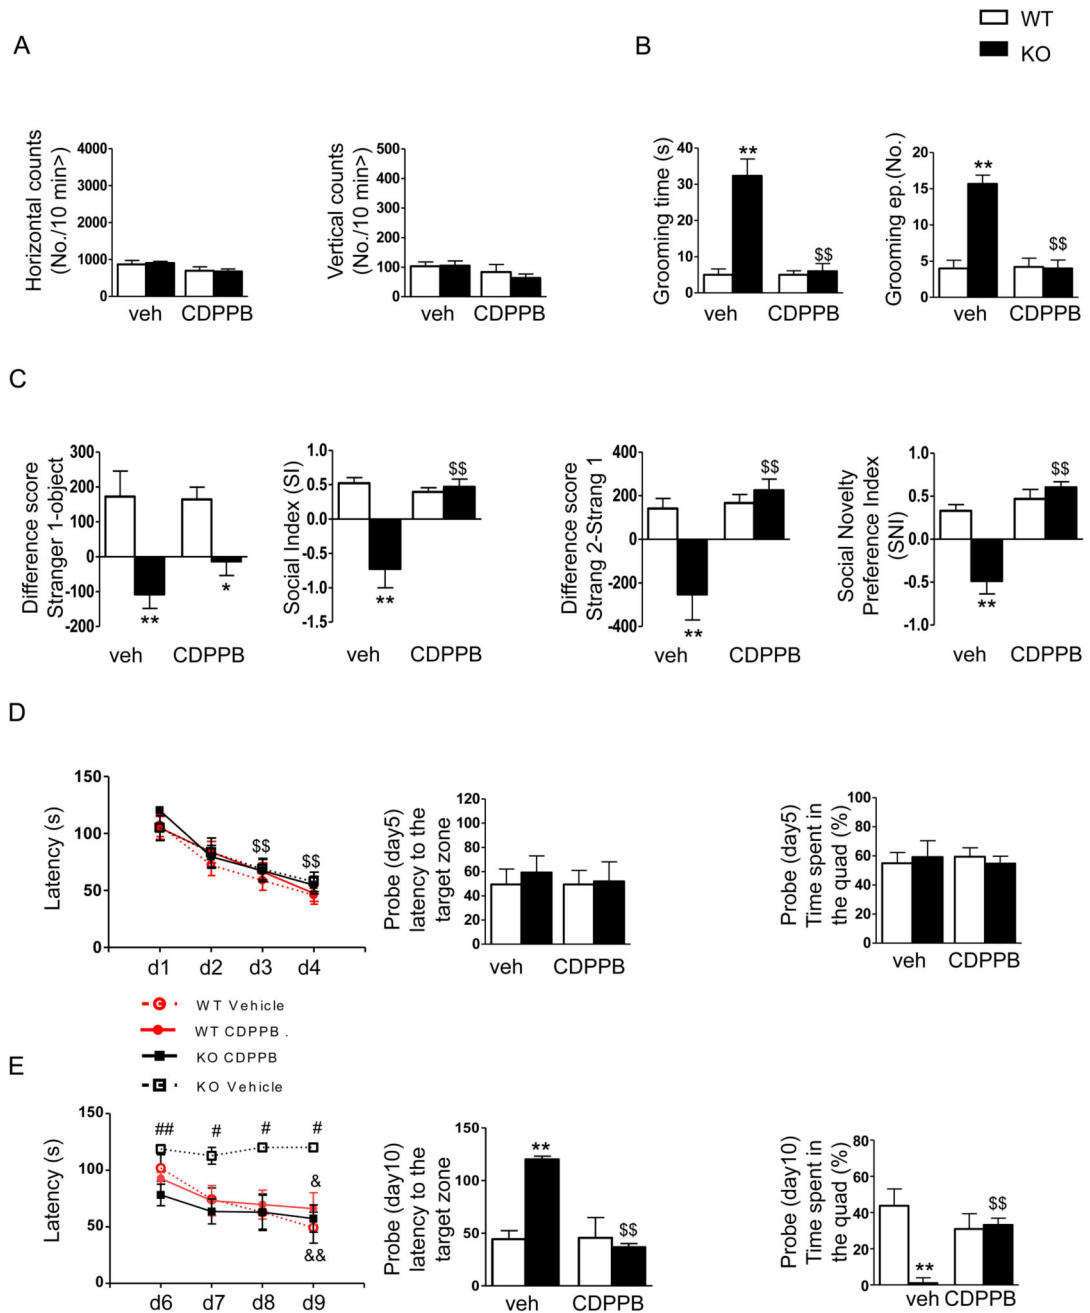 WT
KO
A
B
Horizontal counts
(No./10 min>)
4000
3000
2000
1000
0
veh
CDPPB
Vertical counts
(No./10 min>)
500
400
300
200
100
0
veh
CDPPB
Grooming time (s)
40
30
20
10
0
**
$$
veh
CDPPB
Grooming ep.(No.)
20
15
10
5
0
**
$$
veh
CDPPB
C
Difference score
Stranger 1-object
300
200
100
0
-100
-200
**
*
veh
CDPPB
Social Index (SI)
1.0
0.5
0.0
-0.5
-1.0
-1.5
$$
**
veh
CDPPB
Difference score
Strang 2-Strang 1
400
200
0
-200
-400
$$
**
veh
CDPPB
Social Novelty
Preference Index
(SNI)
1.0
0.5
0.0
-0.5
-1.0
$$
**
veh
CDPPB
D
Latency (s)
150
100
50
0
$$
$$
d1 d2 d3 d4
Probe (day5)
latency to the
target zone
120
100
80
60
40
20
0
veh
CDPPB
Probe (day5)
Time spent in
the quad (%)
100
80
60
40
20
0
veh
CDPPB
WT Vehicle
WT CDPPB .
KO CDPPB
KO Vehicle
E
Latency (s)
150
100
50
0
## # # #
&
&&
d6 d7 d8 d9
Probe (day10)
latency to the
target zone
150
100
50
0
**
$$
veh
CDPPB
Probe (day10)
Time spent in
the quad (%)
80
60
40
20
0
**
$$
veh
CDPPB